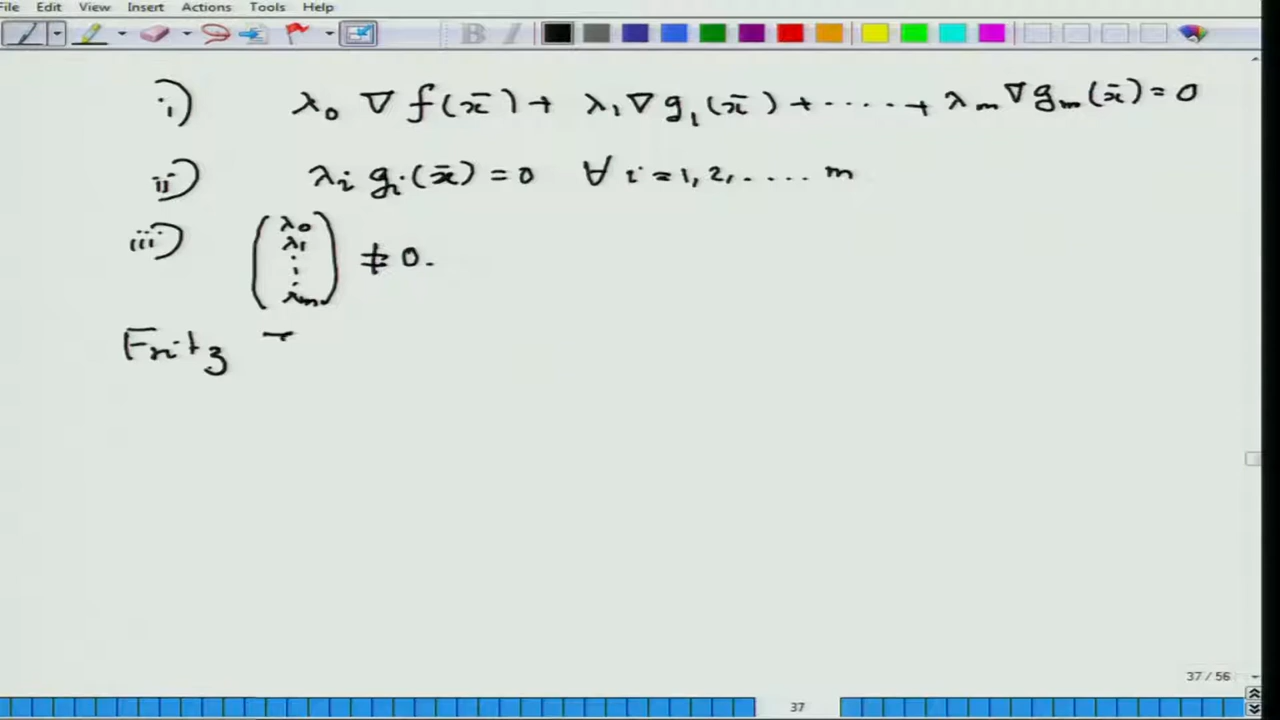 File Edit View Insert Actions Tools Help
i) λ₀ ∇ f(x̄) + λ₁ ∇ g₁(x̄) + ····· + λₘ ∇ gₘ(x̄) = 0
ii) λᵢ gᵢ(x̄) = 0 ∀ i = 1, 2, .... m
iii) (λ₀ λ₁ ⋮ λₘ) ≠ 0.
Fritz
37 / 56
37